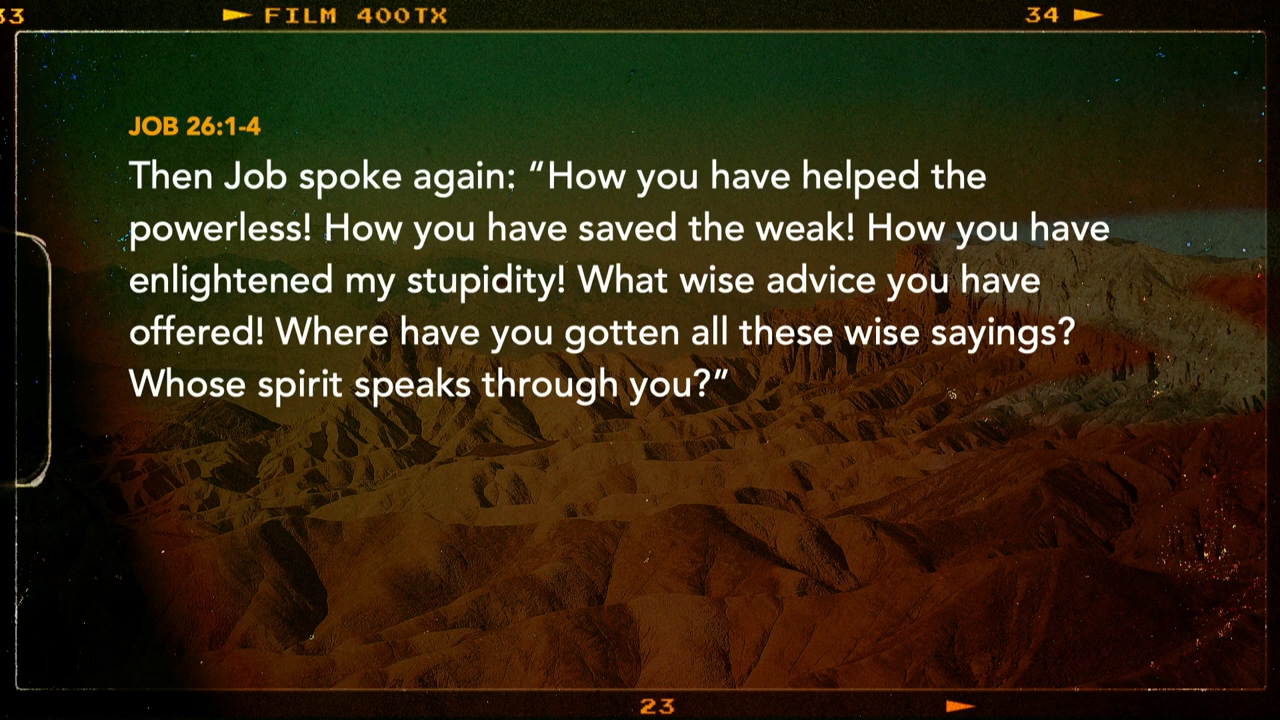 33 FILM 400TX 34
JOB 26:1-4
Then Job spoke again: “How you have helped the
powerless! How you have saved the weak! How you have
enlightened my stupidity! What wise advice you have
offered! Where have you gotten all these wise sayings?
Whose spirit speaks through you?”
23